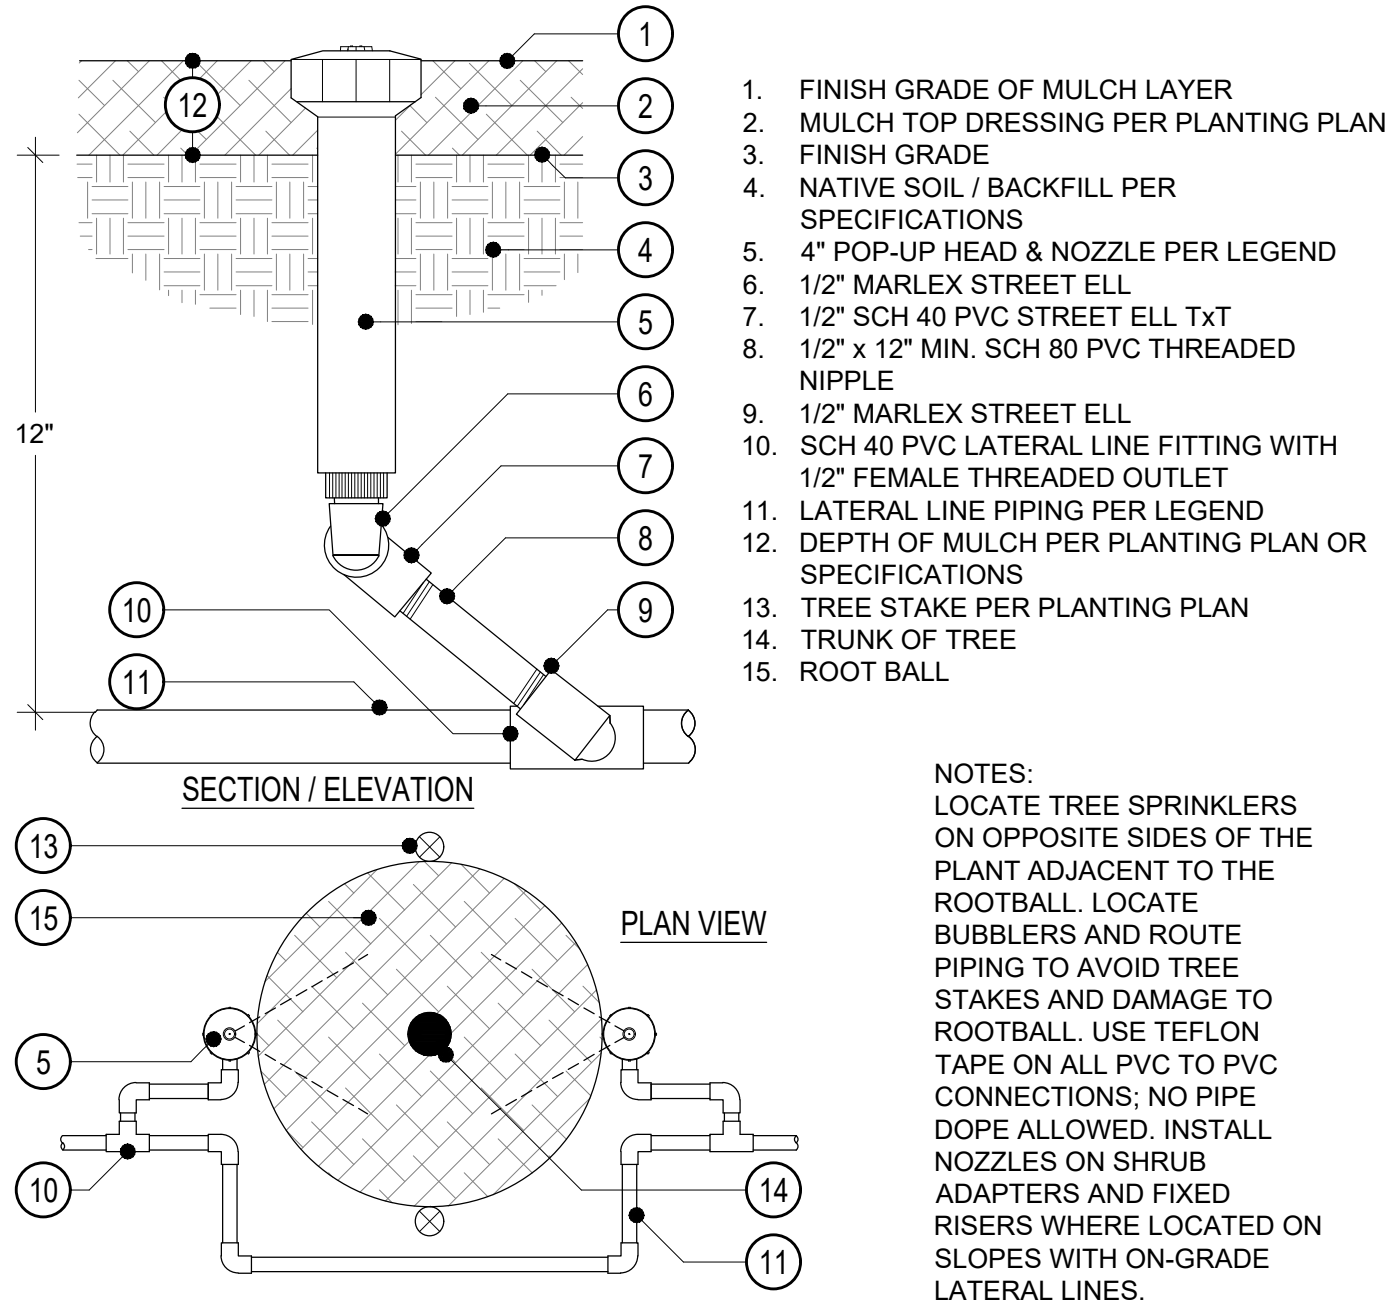 1
2
3
4
5
6
7
8
9
10
11
12
12"
SECTION / ELEVATION
1. FINISH GRADE OF MULCH LAYER
2. MULCH TOP DRESSING PER PLANTING PLAN
3. FINISH GRADE
4. NATIVE SOIL / BACKFILL PER
SPECIFICATIONS
5. 4" POP-UP HEAD & NOZZLE PER LEGEND
6. 1/2" MARLEX STREET ELL
7. 1/2" SCH 40 PVC STREET ELL TxT
8. 1/2" x 12" MIN. SCH 80 PVC THREADED
NIPPLE
9. 1/2" MARLEX STREET ELL
10. SCH 40 PVC LATERAL LINE FITTING WITH
1/2" FEMALE THREADED OUTLET
11. LATERAL LINE PIPING PER LEGEND
12. DEPTH OF MULCH PER PLANTING PLAN OR
SPECIFICATIONS
13. TREE STAKE PER PLANTING PLAN
14. TRUNK OF TREE
15. ROOT BALL
13
15
5
10
14
11
PLAN VIEW
NOTES:
LOCATE TREE SPRINKLERS
ON OPPOSITE SIDES OF THE
PLANT ADJACENT TO THE
ROOTBALL. LOCATE
BUBBLERS AND ROUTE
PIPING TO AVOID TREE
STAKES AND DAMAGE TO
ROOTBALL. USE TEFLON
TAPE ON ALL PVC TO PVC
CONNECTIONS; NO PIPE
DOPE ALLOWED. INSTALL
NOZZLES ON SHRUB
ADAPTERS AND FIXED
RISERS WHERE LOCATED ON
SLOPES WITH ON-GRADE
LATERAL LINES.